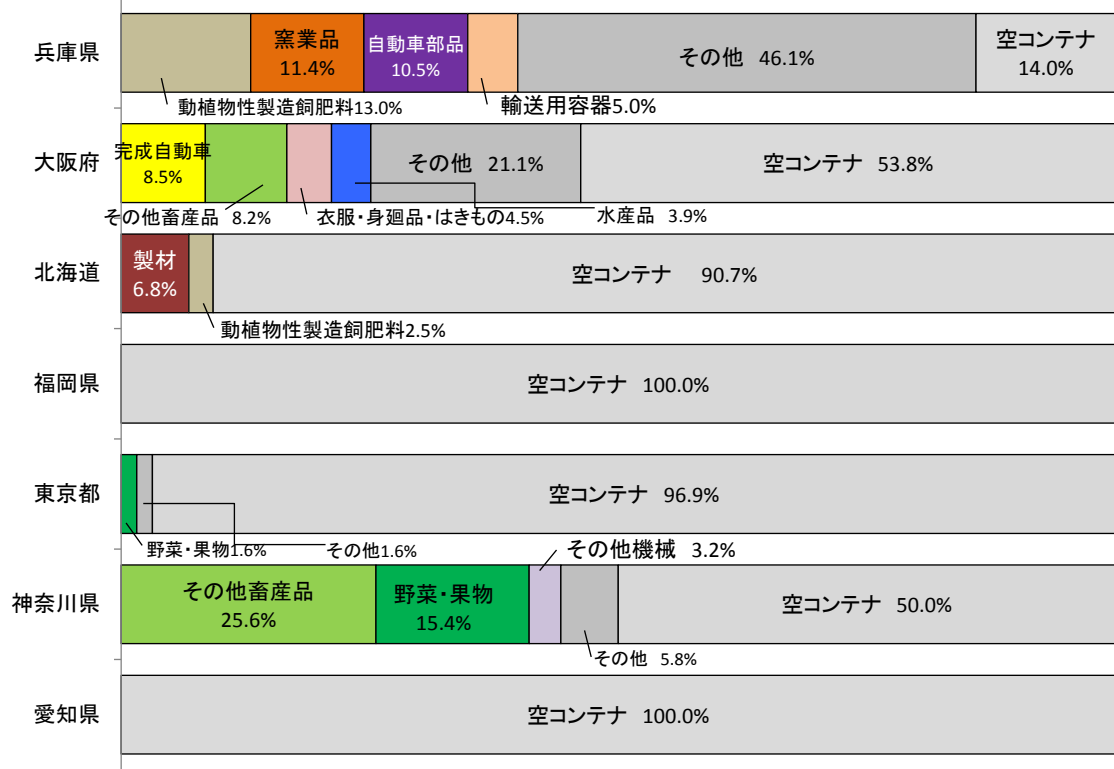 兵庫県
窯業品
11.4%
自動車部品
10.5%
その他 46.1%
空コンテナ
14.0%
動植物性製造飼肥料13.0%
輸送用容器5.0%
大阪府
完成自動車
8.5%
その他 21.1%
空コンテナ 53.8%
その他畜産品 8.2%
衣服・身廻品・はきもの4.5%
水産品 3.9%
北海道
製材
6.8%
空コンテナ 90.7%
動植物性製造飼肥料2.5%
福岡県
空コンテナ 100.0%
東京都
空コンテナ 96.9%
野菜・果物1.6%
その他1.6%
その他機械 3.2%
神奈川県
その他畜産品
25.6%
野菜・果物
15.4%
空コンテナ 50.0%
その他 5.8%
愛知県
空コンテナ 100.0%